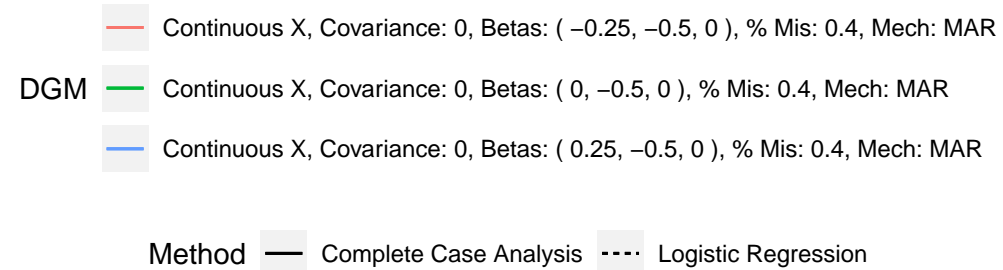 Continuous X, Covariance: 0, Betas: ( −0.25, −0.5, 0 ), % Mis: 0.4, Mech: MAR
DGM Continuous X, Covariance: 0, Betas: ( 0, −0.5, 0 ), % Mis: 0.4, Mech: MAR
Continuous X, Covariance: 0, Betas: ( 0.25, −0.5, 0 ), % Mis: 0.4, Mech: MAR
Method Complete Case Analysis Logistic Regression